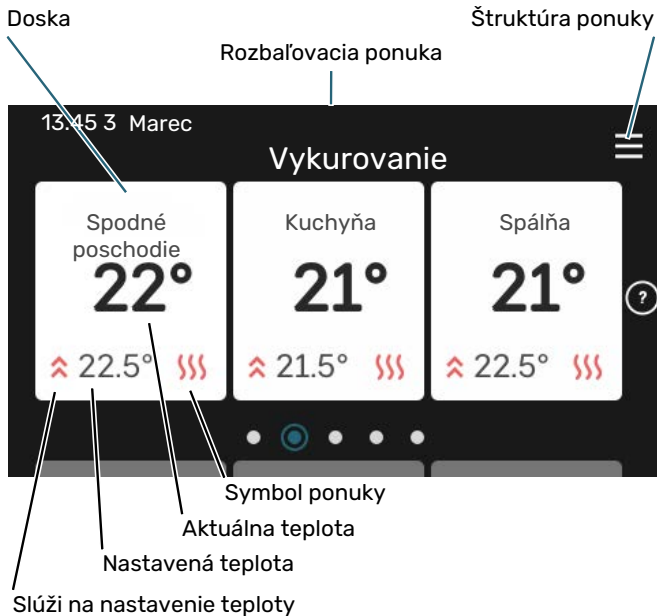 Doska
Štruktúra ponuky
Rozbaľovacia ponuka
13.45 3 Marec
Vykurovanie
Spodné
poschodie
22°
22.5°
Kuchyňa
21°
21.5°
Spálňa
21°
22.5°
?
Symbol ponuky
Aktuálna teplota
Nastavená teplota
Slúži na nastavenie teploty